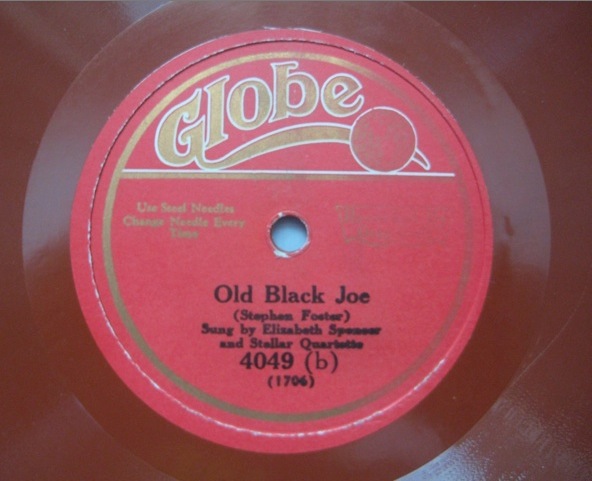 Globe
Use Steel Needles
Change Needle Every
Time
Old Black Joe
(Stephen Foster)
Sung by Elizabeth Spencer
and Stellar Quartette
4049 (b)
(1706)